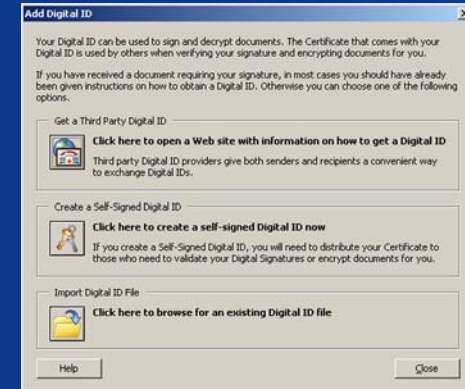 Add Digital ID
Your Digital ID can be used to sign and decrypt documents. The Certificate that comes with your
Digital ID is used by others when verifying your signature and encrypting documents for you.
If you have received a document requiring your signature, in most cases you should have already
been given instructions on how to obtain a Digital ID. Otherwise you can choose one of the following
options.
Get a Third Party Digital ID
Click here to open a Web site with information on how to get a Digital ID
Third party Digital ID providers give both senders and recipients a convenient way
to exchange Digital IDs.
Create a Self-Signed Digital ID
Click here to create a self-signed Digital ID now
If you create a Self-Signed Digital ID, you will need to distribute your Certificate to
those who need to validate your Digital Signatures or encrypt documents for you.
Import Digital ID File
Click here to browse for an existing Digital ID file
Help
Close